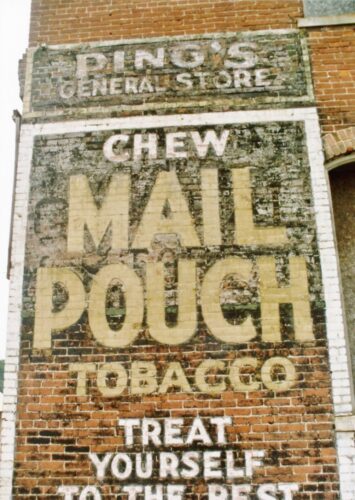 PING'S
GENERAL STORE
CHEW
MAIL
POUCH
TOBACCO
TREAT
YOURSELF
TO THE BEST